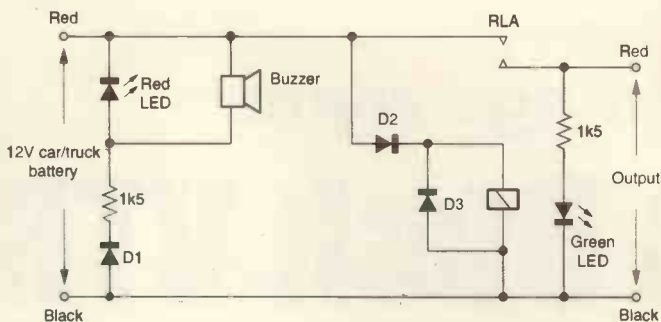 Red
RLA
Red
Red
LED
Buzzer
D2
1k5
12V car/truck
battery
Output
1k5
D3
Green
LED
D1
Black
Black